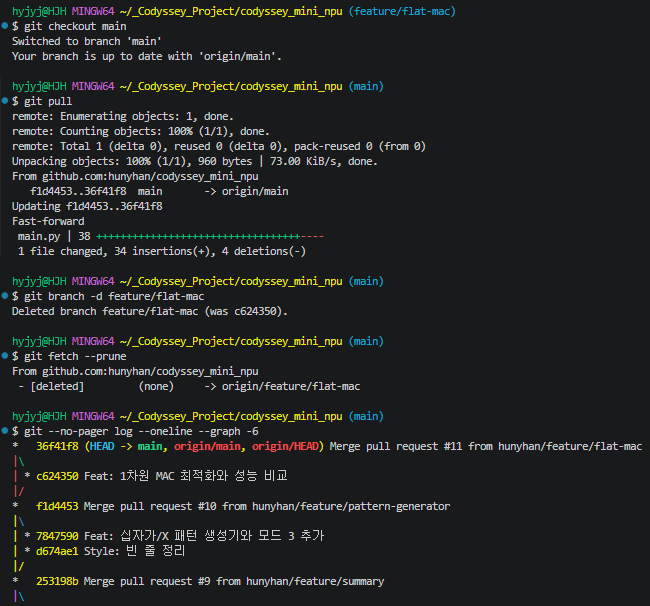 hyjyj@HJH MINGW64 ~/_Codyssey_Project/codyssey_mini_npu (feature/flat-mac)
$ git checkout main
Switched to branch 'main'
Your branch is up to date with 'origin/main'.
hyjyj@HJH MINGW64 ~/_Codyssey_Project/codyssey_mini_npu (main)
$ git pull
remote: Enumerating objects: 1, done.
remote: Counting objects: 100% (1/1), done.
remote: Total 1 (delta 0), reused 0 (delta 0), pack-reused 0 (from 0)
Unpacking objects: 100% (1/1), 960 bytes | 73.00 KiB/s, done.
From github.com:hunyhan/codyssey_mini_npu
   f1d4453..36f41f8  main       -> origin/main
Updating f1d4453..36f41f8
Fast-forward
 main.py | 38 ++++++++++++++++++++++++++++++++++----
 1 file changed, 34 insertions(+), 4 deletions(-)
hyjyj@HJH MINGW64 ~/_Codyssey_Project/codyssey_mini_npu (main)
$ git branch -d feature/flat-mac
Deleted branch feature/flat-mac (was c624350).
hyjyj@HJH MINGW64 ~/_Codyssey_Project/codyssey_mini_npu (main)
$ git fetch --prune
From github.com:hunyhan/codyssey_mini_npu
 - [deleted]         (none)     -> origin/feature/flat-mac
hyjyj@HJH MINGW64 ~/_Codyssey_Project/codyssey_mini_npu (main)
$ git --no-pager log --oneline --graph -6
*   36f41f8 (HEAD -> main, origin/main, origin/HEAD) Merge pull request #11 from hunyhan/feature/flat-mac
|\
| * c624350 Feat: 1차원 MAC 최적화와 성능 비교
|/
*   f1d4453 Merge pull request #10 from hunyhan/feature/pattern-generator
|\
| * 7847590 Feat: 십자가/X 패턴 생성기와 모드 3 추가
| * d674ae1 Style: 빈 줄 정리
|/
*   253198b Merge pull request #9 from hunyhan/feature/summary
|\